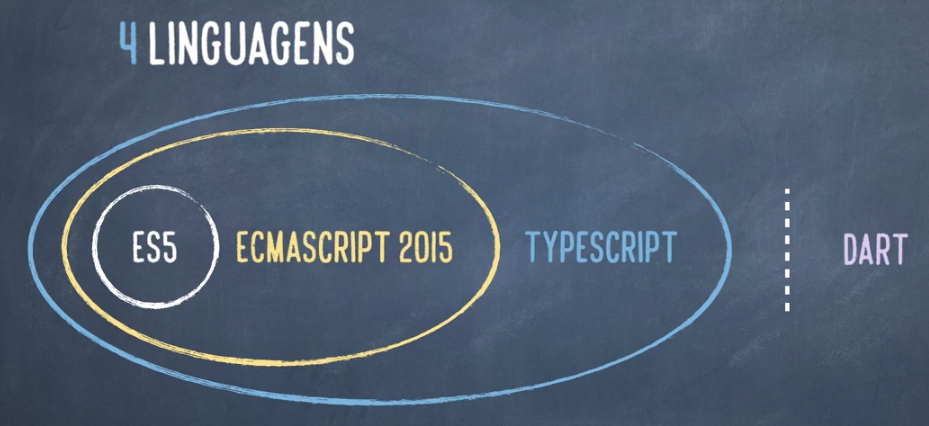 4 LINGUAGENS
ES5 ECMASCRIPT 2015 TYPESCRIPT DART